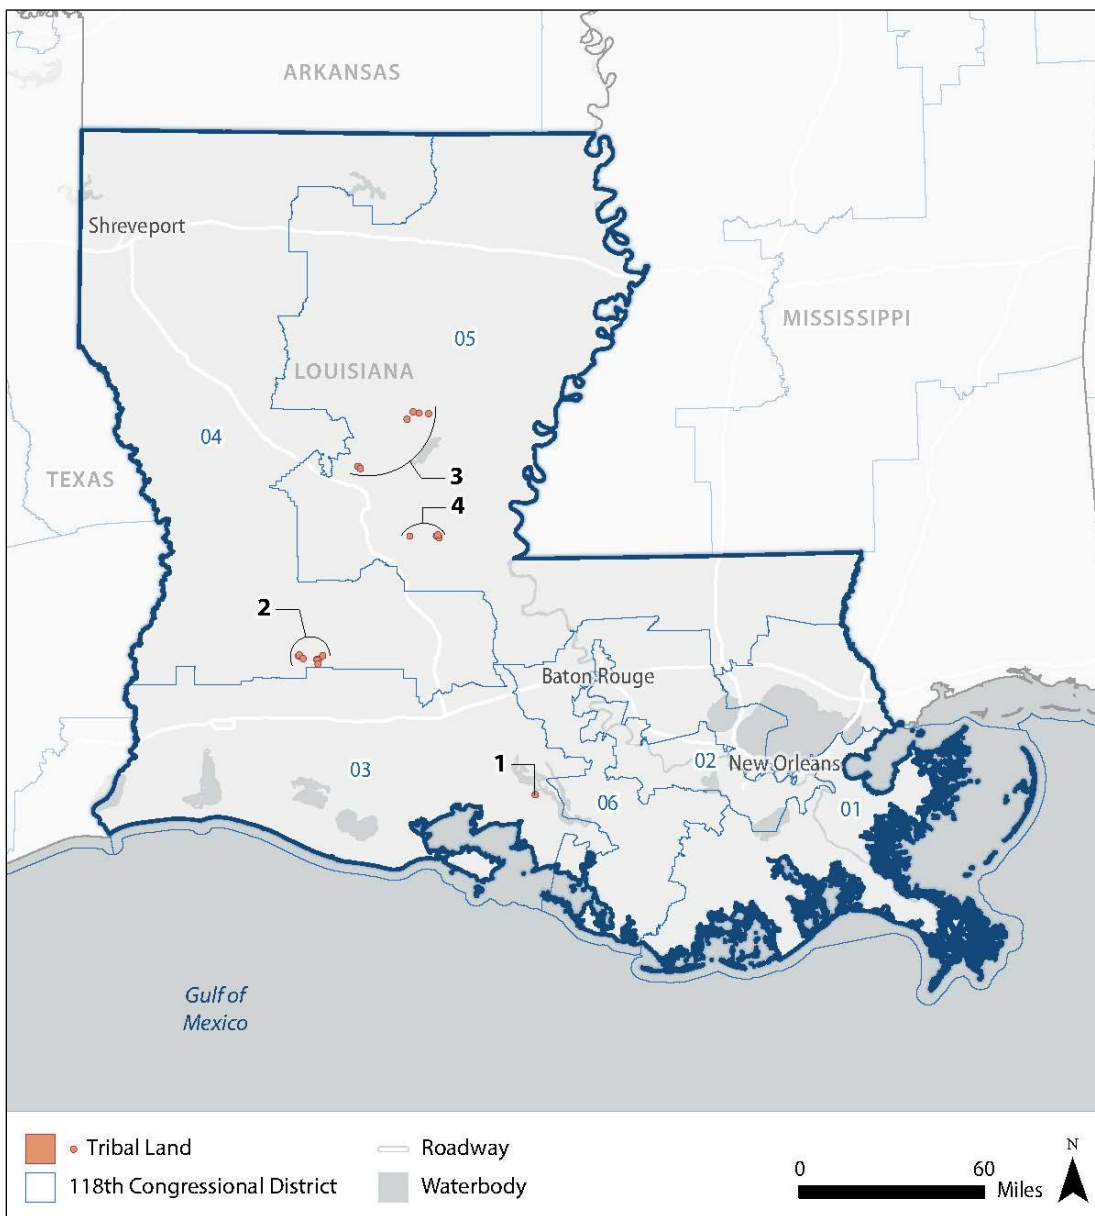 ARKANSAS
Shreveport
MISSISSIPPI
05
LOUISIANA
04
TEXAS
3
4
2
Baton Rouge
1
03
02
New Orleans
06
01
Gulf of
Mexico
Tribal Land
Roadway
118th Congressional District
Waterbody
0
60
Miles
N